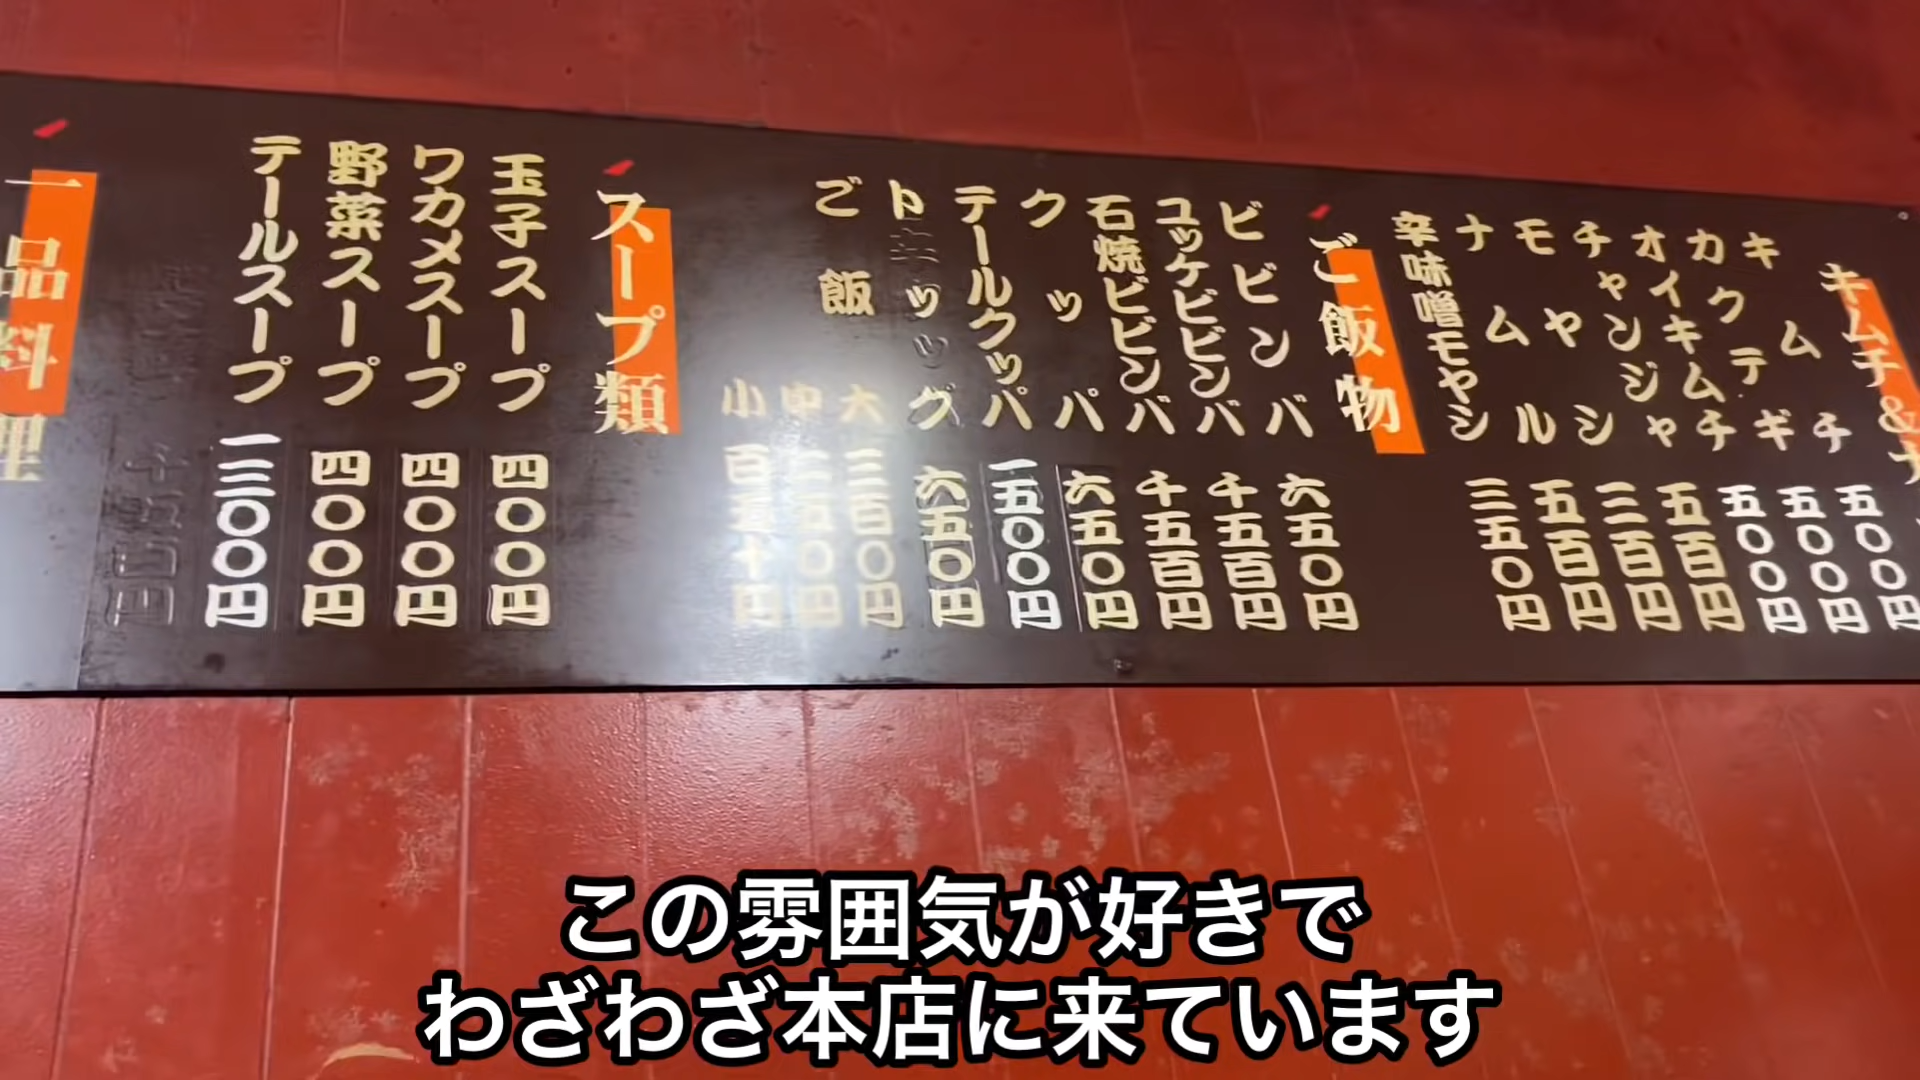 キムチ&ナ
キムチ 五〇〇円
カクテギ 五〇〇円
オイキムチ 五〇〇円
チャンジャ 五百円
モヤシ 三百円
ナムル 五百円
辛味噌モヤシ 三五〇円
ご飯物
ビビンバ 六五〇円
ユッケビビンバ 千五百円
石焼ビビンバ 千五百円
クッパ 六五〇円
テールクッパ 一五〇〇円
六五〇円
ご飯
大 三百〇円
中 二五〇円
小 百五十円
スープ類
玉子スープ 四〇〇円
ワカメスープ 四〇〇円
野菜スープ 四〇〇円
テールスープ 一三〇〇円
一品料理
この雰囲気が好きで
わざわざ本店に来ています